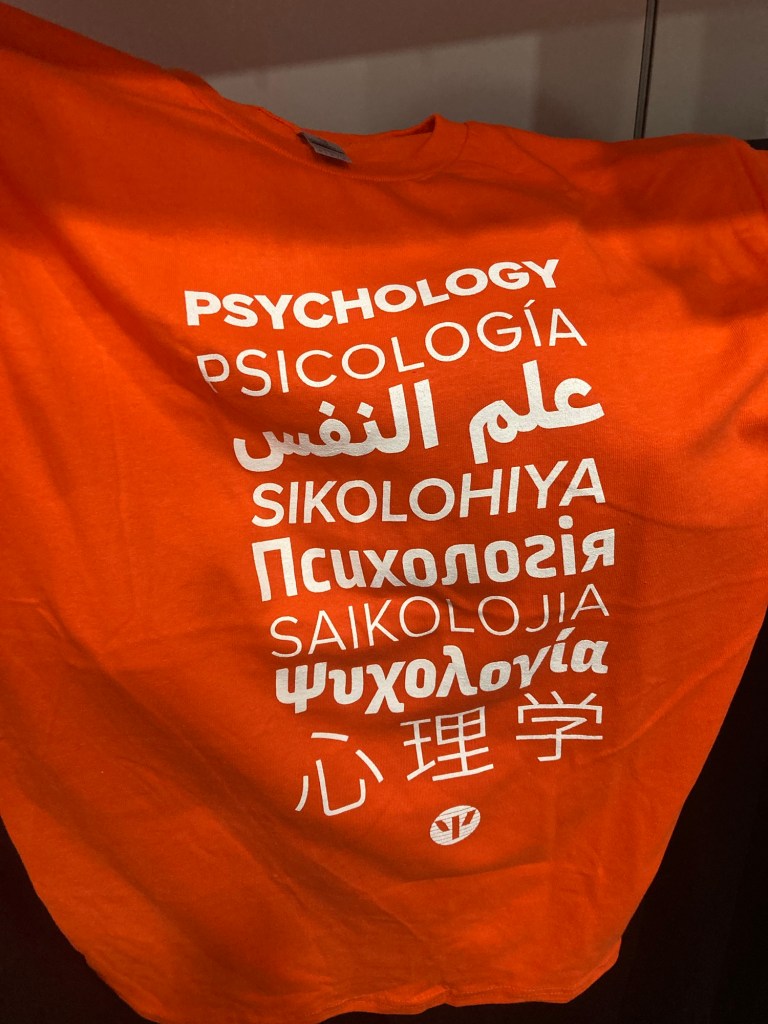 PSYCHOLOGY
PSICOLOGÍA
علم النفس
SIKOLOHIYA
Психологія
SAIKOLOJIA
Ψυχολογία
心理学